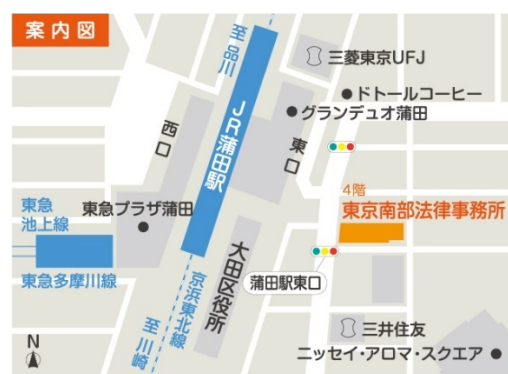 案内図
至品川
三菱東京UFJ
ドトールコーヒー
グランデュオ蒲田
西口
JR蒲田駅
東口
4階
東京南部法律事務所
東急
池上線
東急プラザ蒲田
東急多摩川線
大田区役所
蒲田駅東口
京浜東北線
至川崎
三井住友
ニッセイ・アロマ・スクエア
N